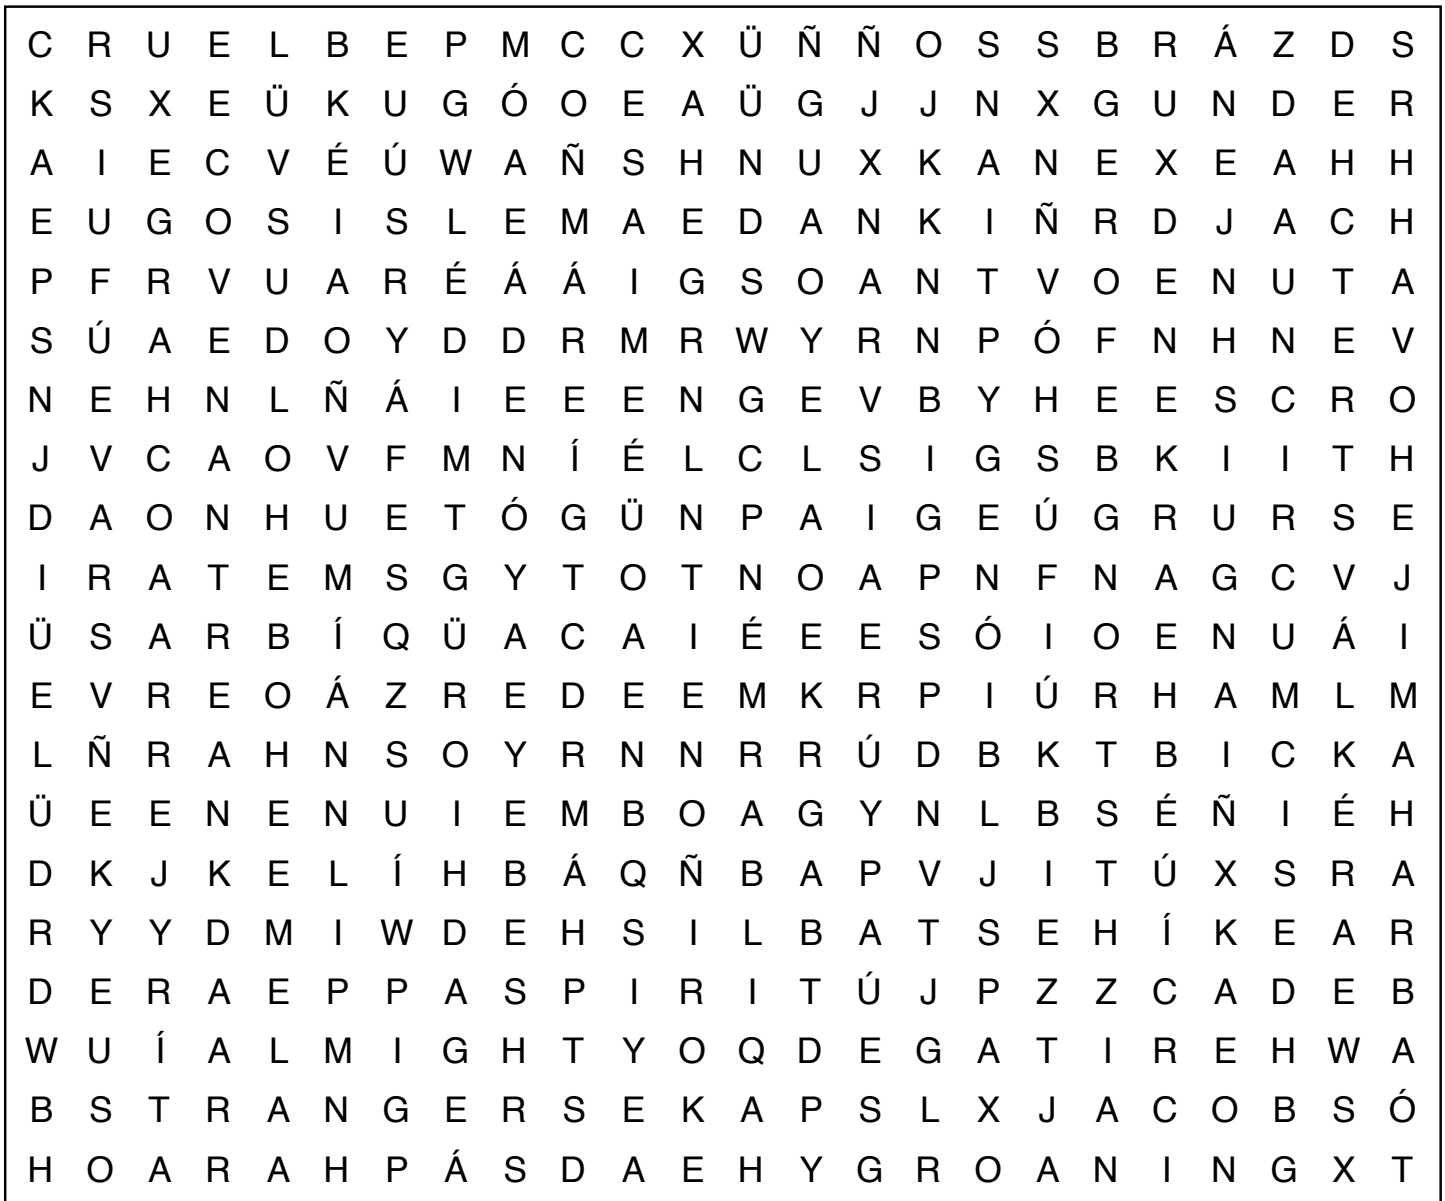 C R U E L B E P M C C X Ü Ñ Ñ O S S B R Á Z D S
K S X E Ü K U G Ó O E A Ü G J J N X G U N D E R
A I E C V É Ú W A Ñ S H N U X K A N E X E A H H
E U G O S I S L E M A E D A N K I Ñ R D J A C H
P F R V U A R É Á Á I G S O A N T V O E N U T A
S Ú A E D O Y D D R M R W Y R N P Ó F N H N E V
N E H N L Ñ Á I E E E N G E V B Y H E E S C R O
J V C A O V F M N Í É L C L S I G S B K I I T H
D A O N H U E T Ó G Ü N P A I G E Ú G R U R S E
I R A T E M S G Y T O T N O A P N F N A G C V J
Ü S A R B Í Q Ü A C A I É E E S Ó I O E N U Á I
E V R E O Á Z R E D E E M K R P I Ú R H A M L M
L Ñ R A H N S O Y R N N R R Ú D B K T B I C K A
Ü E E N E N U I E M B O A G Y N L B S É Ñ I É H
D K J K E L Í H B Á Q Ñ B A P V J I T Ú X S R A
R Y Y D M I W D E H S I L B A T S E H Í K E A R
D E R A E P P A S P I R I T Ú J P Z Z C A D E B
W U Í A L M I G H T Y O Q D E G A T I R E H W A
B S T R A N G E R S E K A P S L X J A C O B S Ó
H O A R A H P Á S D A E H Y G R O A N I N G X T